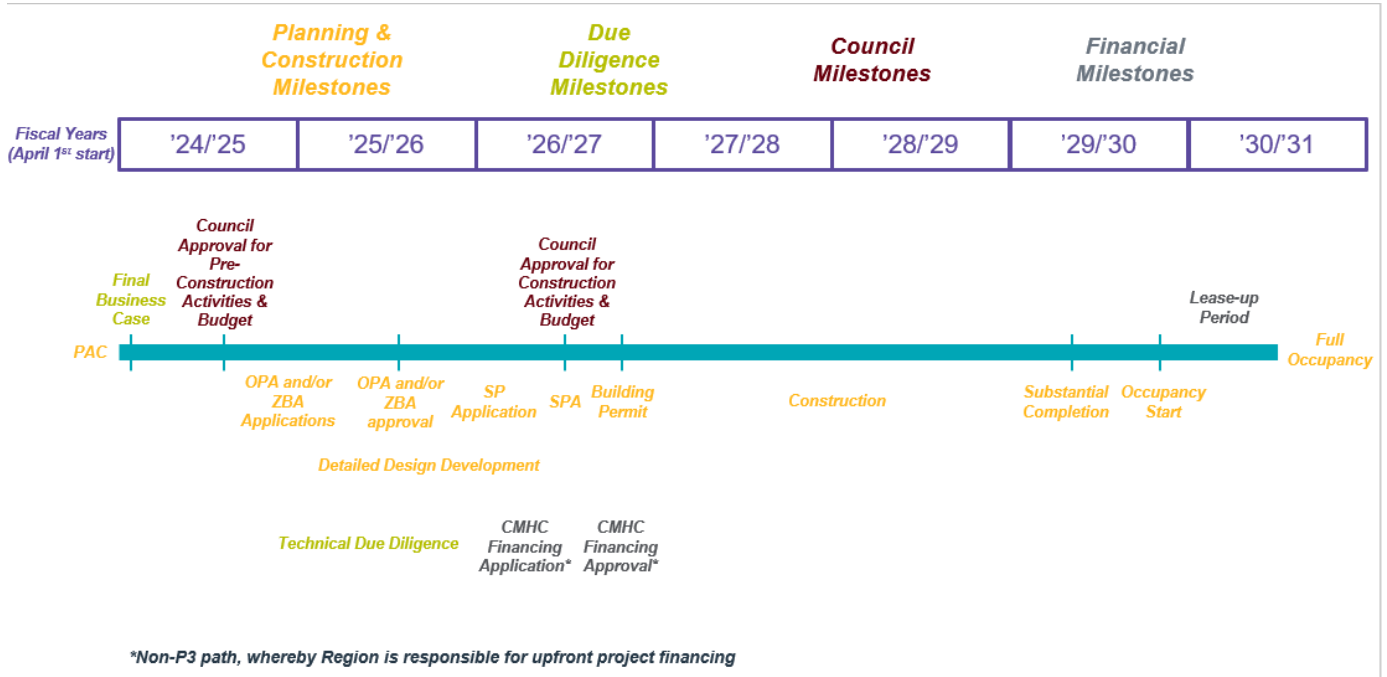 Planning &
Construction
Milestones
Due
Diligence
Milestones
Council
Milestones
Financial
Milestones
Fiscal Years
(April 1st start)
’24/’25
’25/’26
’26/’27
’27/’28
’28/’29
’29/’30
’30/’31
Final
Business
Case
Council
Approval for
Pre-
Construction
Activities &
Budget
Council
Approval for
Construction
Activities &
Budget
Lease-up
Period
PAC
Full
Occupancy
OPA and/or
ZBA
Applications
OPA and/or
ZBA
approval
SP
Application
SPA
Building
Permit
Construction
Substantial
Completion
Occupancy
Start
Detailed Design Development
Technical Due Diligence
CMHC
Financing
Application*
CMHC
Financing
Approval*
*Non-P3 path, whereby Region is responsible for upfront project financing